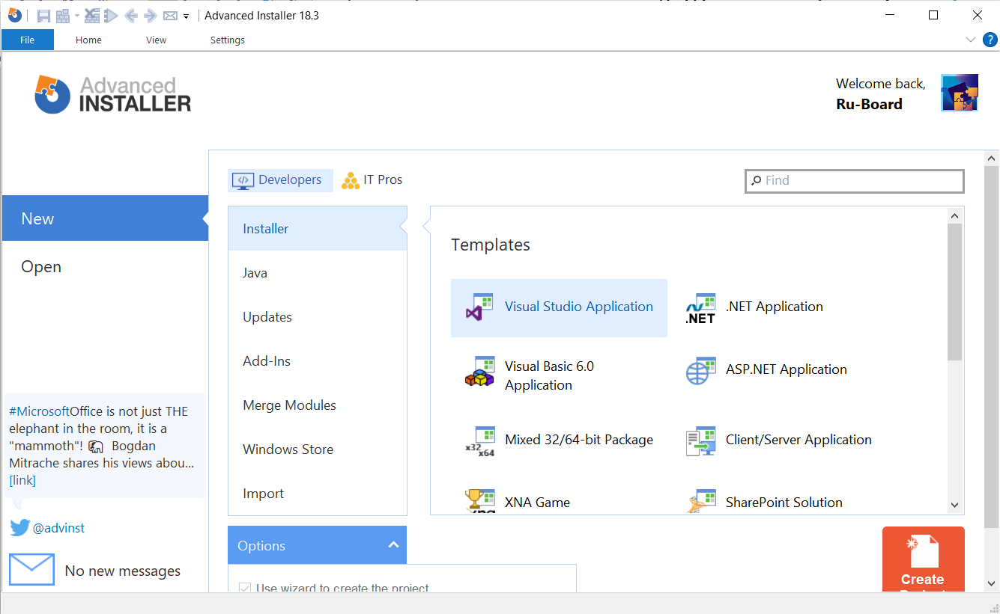 Advanced Installer 18.3
File
Home
View
Settings
?
Advanced
INSTALLER
Welcome back,
Ru-Board
Developers
IT Pros
Find
New
Open
Installer
Java
Updates
Add-Ins
Merge Modules
Windows Store
Import
Templates
Visual Studio Application
.NET
.NET Application
Visual Basic 6.0
Application
ASP.NET Application
x32
x64
Mixed 32/64-bit Package
Client/Server Application
XNA Game
SharePoint Solution
#MicrosoftOffice is not just THE
elephant in the room, it is a
"mammoth"! 🐘 Bogdan
Mitrache shares his views abou...
[link]
@advinst
No new messages
Options
Use wizard to create the project
Create